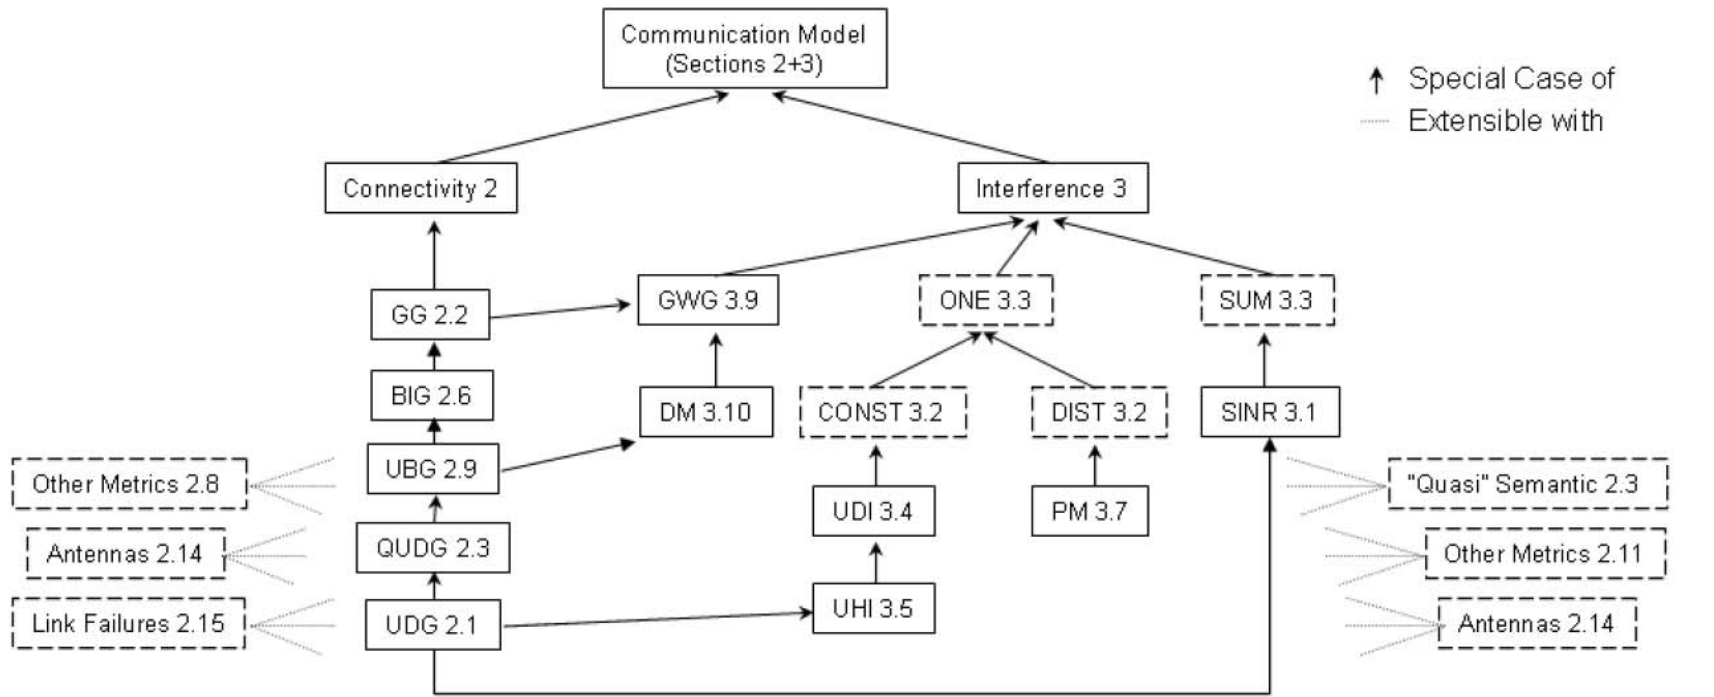 Communication Model
(Sections 2+3)
Special Case of
Extensible with
Connectivity 2
Interference 3
GG 2.2
GWG 3.9
ONE 3.3
SUM 3.3
BIG 2.6
DM 3.10
CONST 3.2
DIST 3.2
SINR 3.1
UBG 2.9
Other Metrics 2.8
UDI 3.4
PM 3.7
"Quasi" Semantic 2.3
Antennas 2.14
QUDG 2.3
Other Metrics 2.11
Link Failures 2.15
UDG 2.1
UHI 3.5
Antennas 2.14